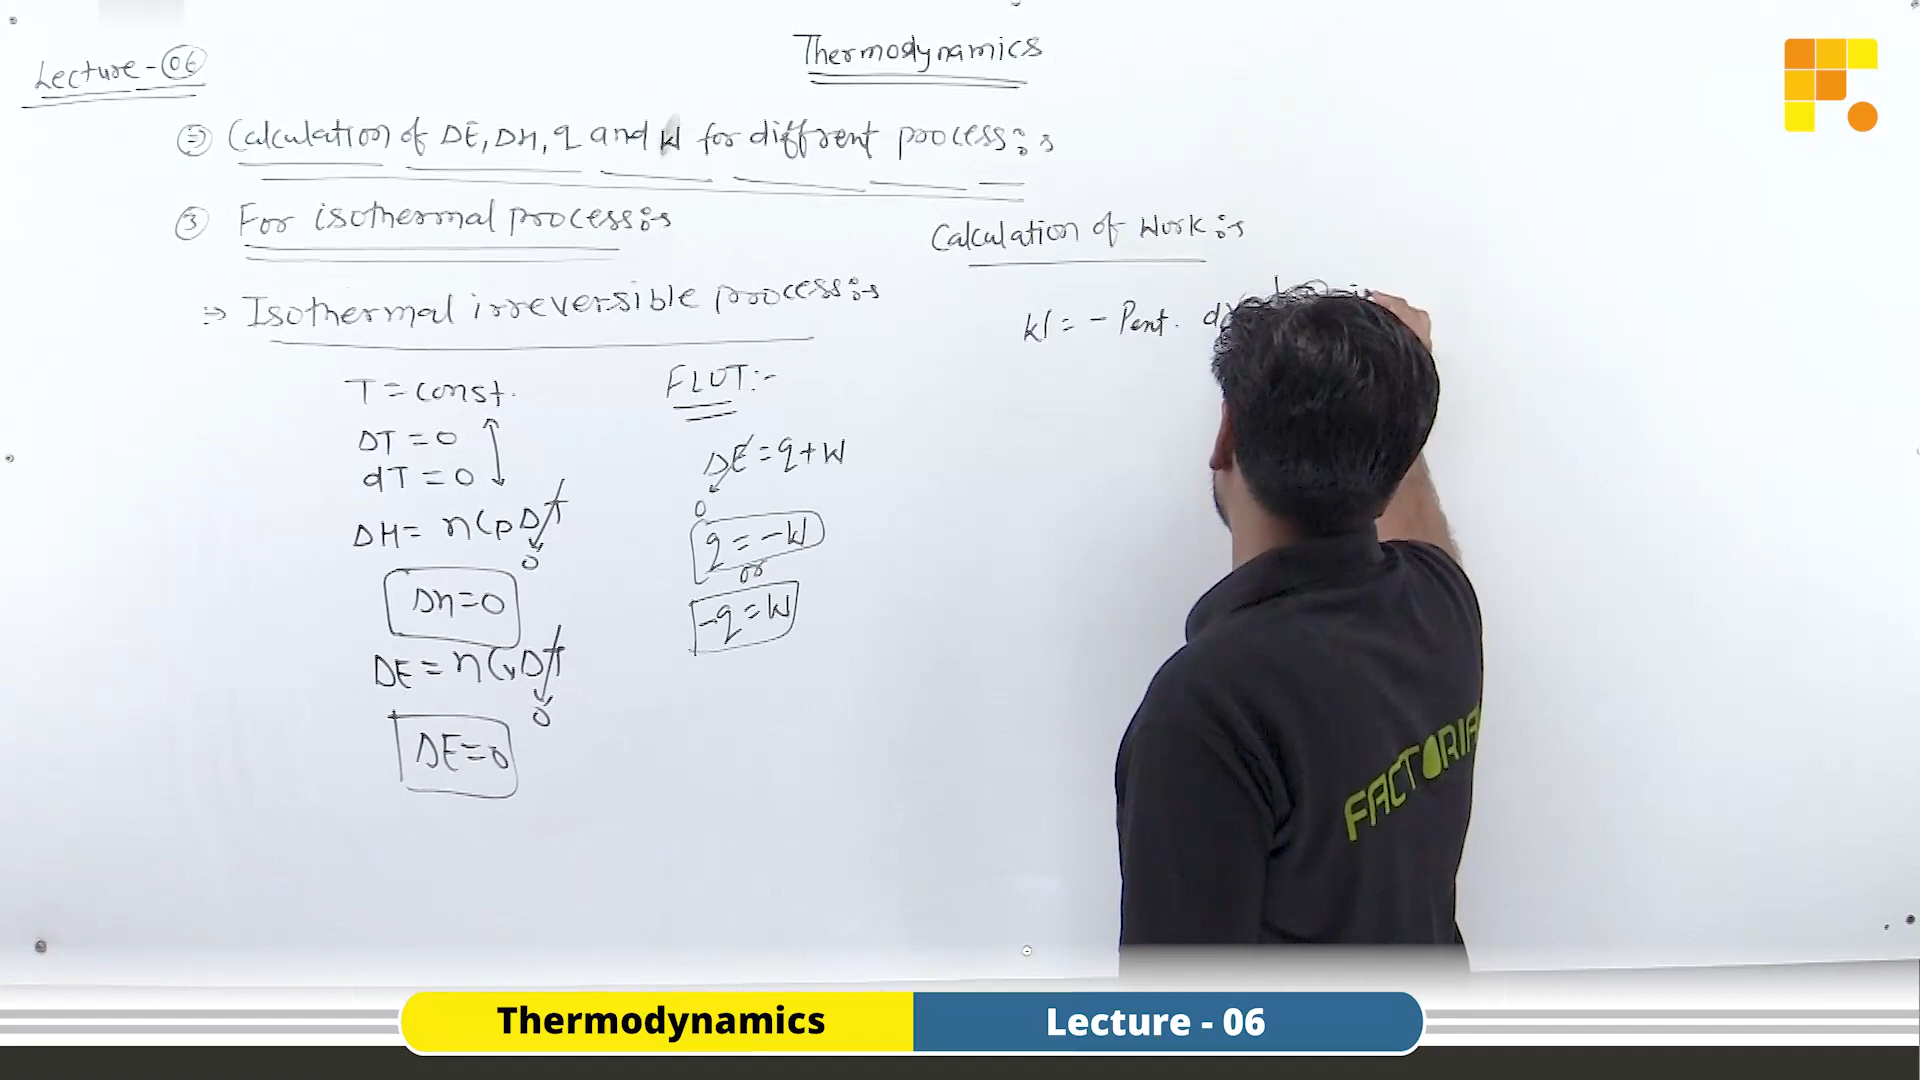 Thermodynamics
Lecture - 06
⇒ Calculation of ΔE, ΔH, q and W for diffrent process :-
③ For isothermal process :-
⇒ Isothermal irreversible process :-
T = const.
ΔT = 0
dT = 0
ΔH = nCpΔT
0
ΔH = 0
ΔE = nCvΔT
0
ΔE = 0
FLOT :-
ΔE = q + W
0
q = -W
or
-q = W
Calculation of Work :-
W = - Pext.
FACTORIA
Thermodynamics
Lecture - 06